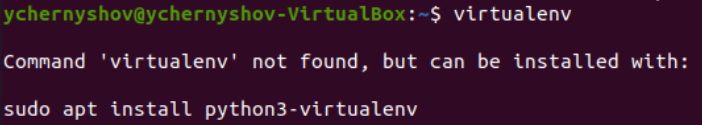 ychernyshov@ychernyshov-VirtualBox:~$ virtualenv
Command 'virtualenv' not found, but can be installed with:
sudo apt install python3-virtualenv